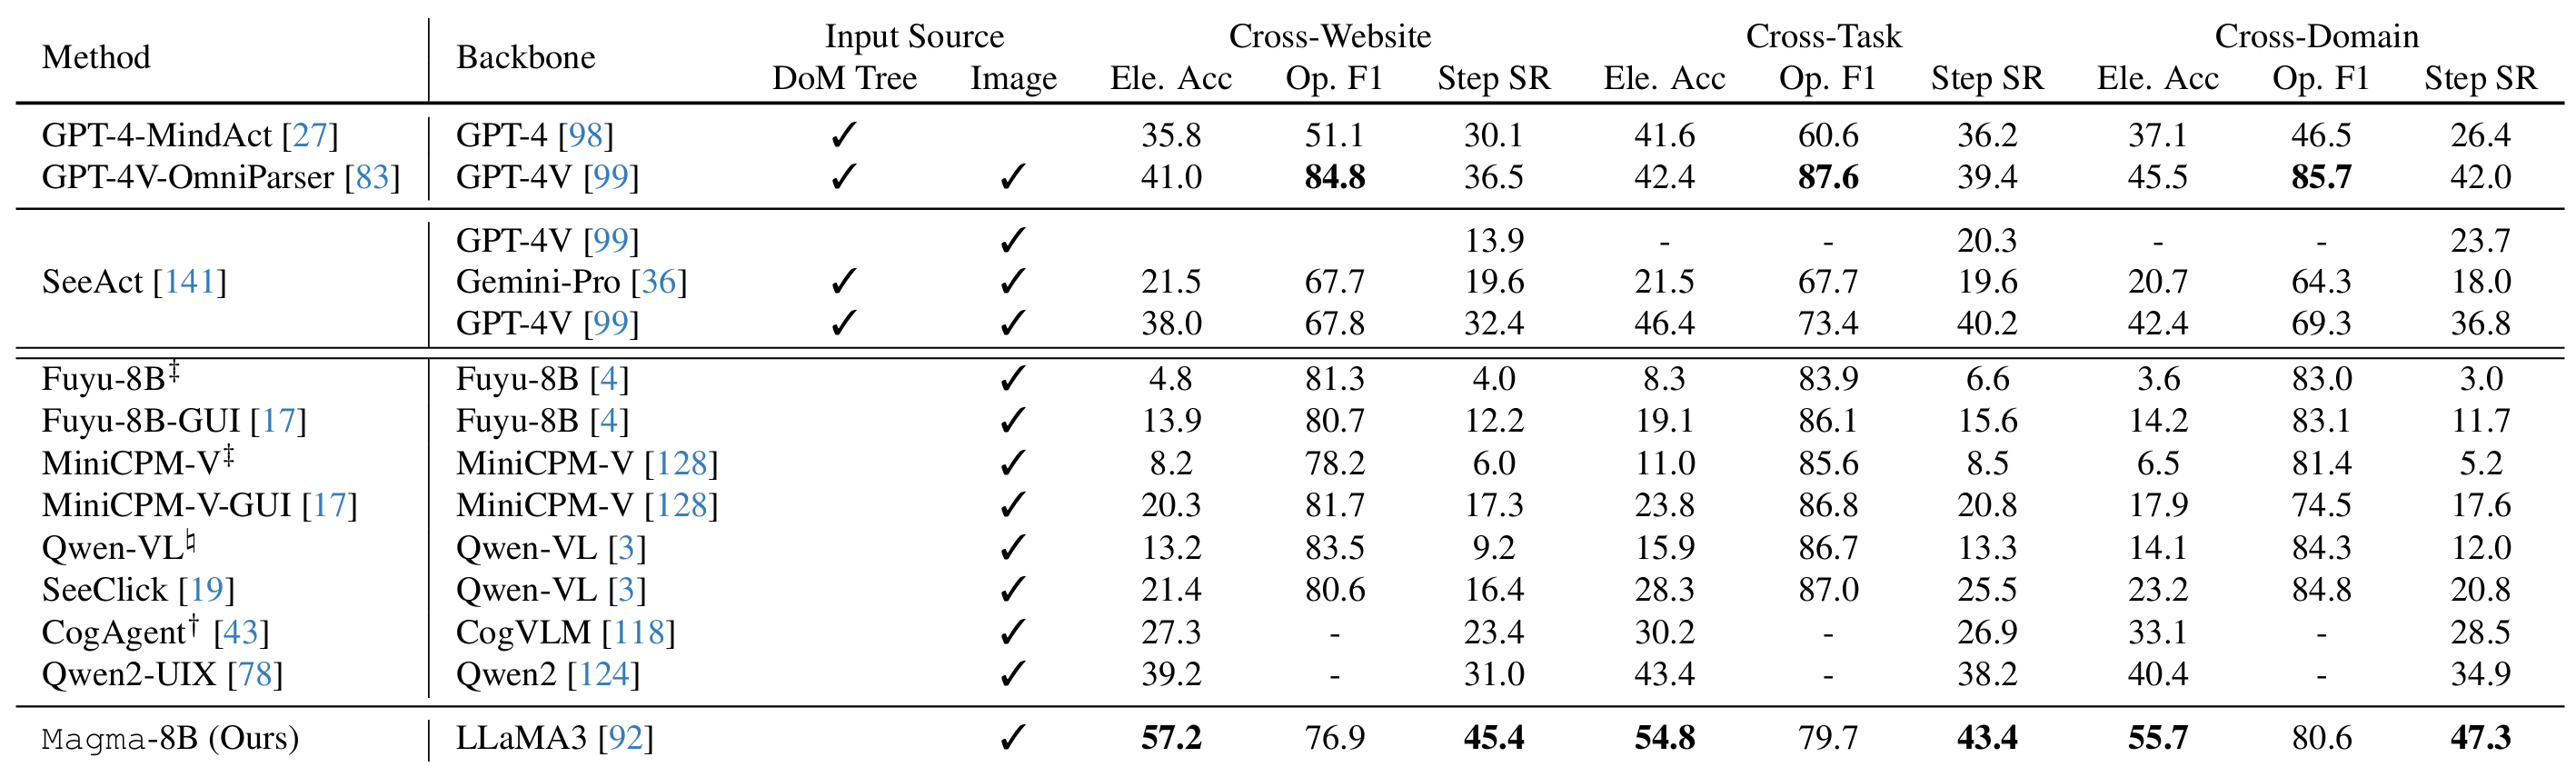 Method Backbone Input Source Cross-Website Cross-Task Cross-Domain
DoM Tree Image Ele. Acc Op. F1 Step SR Ele. Acc Op. F1 Step SR Ele. Acc Op. F1 Step SR
GPT-4-MindAct [27] GPT-4 [98] ✓ 35.8 51.1 30.1 41.6 60.6 36.2 37.1 46.5 26.4
GPT-4V-OmniParser [83] GPT-4V [99] ✓ ✓ 41.0 84.8 36.5 42.4 87.6 39.4 45.5 85.7 42.0
GPT-4V [99] ✓ 13.9 - - 20.3 - - 23.7
SeeAct [141] Gemini-Pro [36] ✓ ✓ 21.5 67.7 19.6 21.5 67.7 19.6 20.7 64.3 18.0
GPT-4V [99] ✓ ✓ 38.0 67.8 32.4 46.4 73.4 40.2 42.4 69.3 36.8
Fuyu-8B‡ Fuyu-8B [4] ✓ 4.8 81.3 4.0 8.3 83.9 6.6 3.6 83.0 3.0
Fuyu-8B-GUI [17] Fuyu-8B [4] ✓ 13.9 80.7 12.2 19.1 86.1 15.6 14.2 83.1 11.7
MiniCPM-V‡ MiniCPM-V [128] ✓ 8.2 78.2 6.0 11.0 85.6 8.5 6.5 81.4 5.2
MiniCPM-V-GUI [17] MiniCPM-V [128] ✓ 20.3 81.7 17.3 23.8 86.8 20.8 17.9 74.5 17.6
Qwen-VL♮ Qwen-VL [3] ✓ 13.2 83.5 9.2 15.9 86.7 13.3 14.1 84.3 12.0
SeeClick [19] Qwen-VL [3] ✓ 21.4 80.6 16.4 28.3 87.0 25.5 23.2 84.8 20.8
CogAgent† [43] CogVLM [118] ✓ 27.3 - 23.4 30.2 - 26.9 33.1 - 28.5
Qwen2-UIX [78] Qwen2 [124] ✓ 39.2 - 31.0 43.4 - 38.2 40.4 - 34.9
Magma-8B (Ours) LLaMA3 [92] ✓ 57.2 76.9 45.4 54.8 79.7 43.4 55.7 80.6 47.3